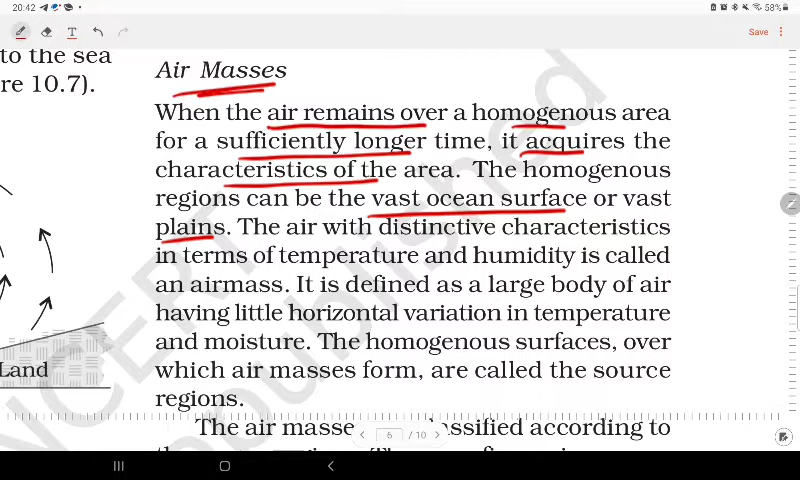 20:42
58%
Save
to the sea
re 10.7).
Air Masses
When the air remains over a homogenous area
for a sufficiently longer time, it acquires the
characteristics of the area. The homogenous
regions can be the vast ocean surface or vast
plains. The air with distinctive characteristics
in terms of temperature and humidity is called
an airmass. It is defined as a large body of air
having little horizontal variation in temperature
and moisture. The homogenous surfaces, over
which air masses form, are called the source
regions.
The air masse ssified according to
Land
6 / 10
NCERT
published